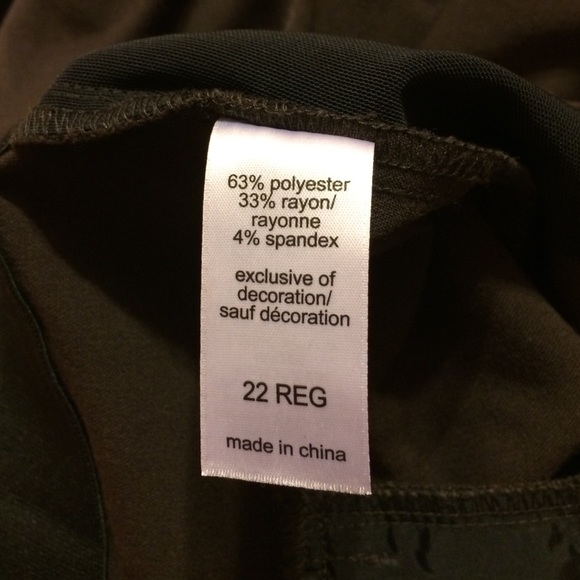 63% polyester
33% rayon/
rayonne
4% spandex
exclusive of
decoration/
sauf décoration
22 REG
made in china